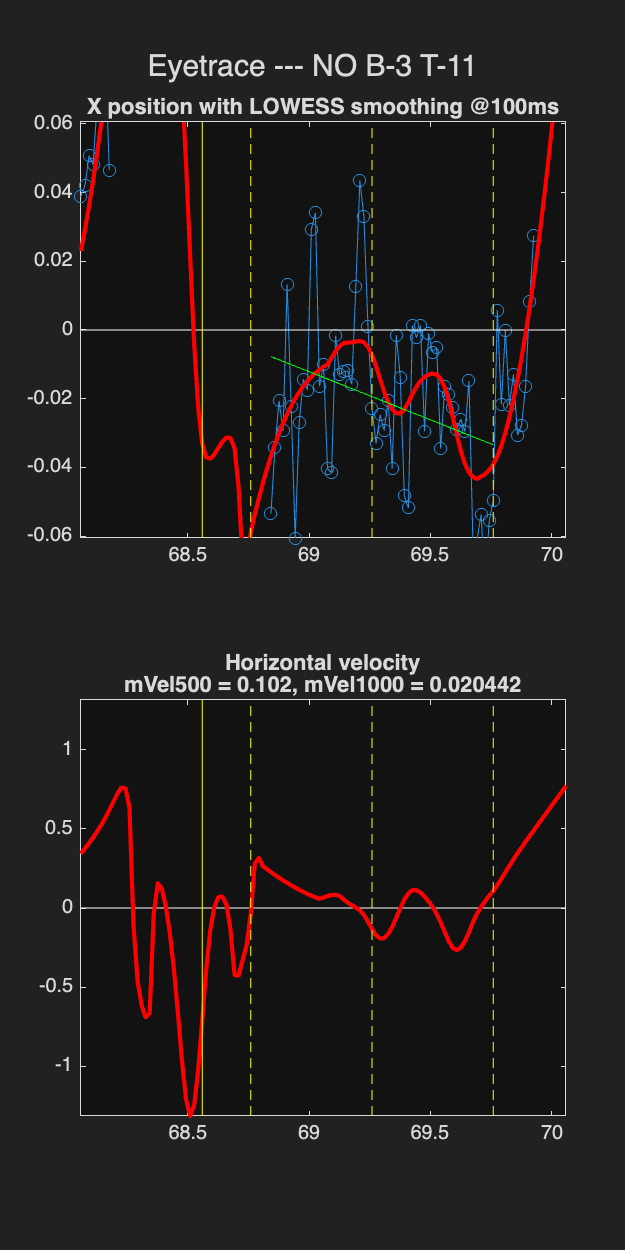 Eyetrace --- NO B-3 T-11
X position with LOWESS smoothing @100ms
0.06
0.04
0.02
0
-0.02
-0.04
-0.06
68.5 69 69.5 70
Horizontal velocity
mVel500 = 0.102, mVel1000 = 0.020442
1
0.5
0
-0.5
-1
68.5 69 69.5 70